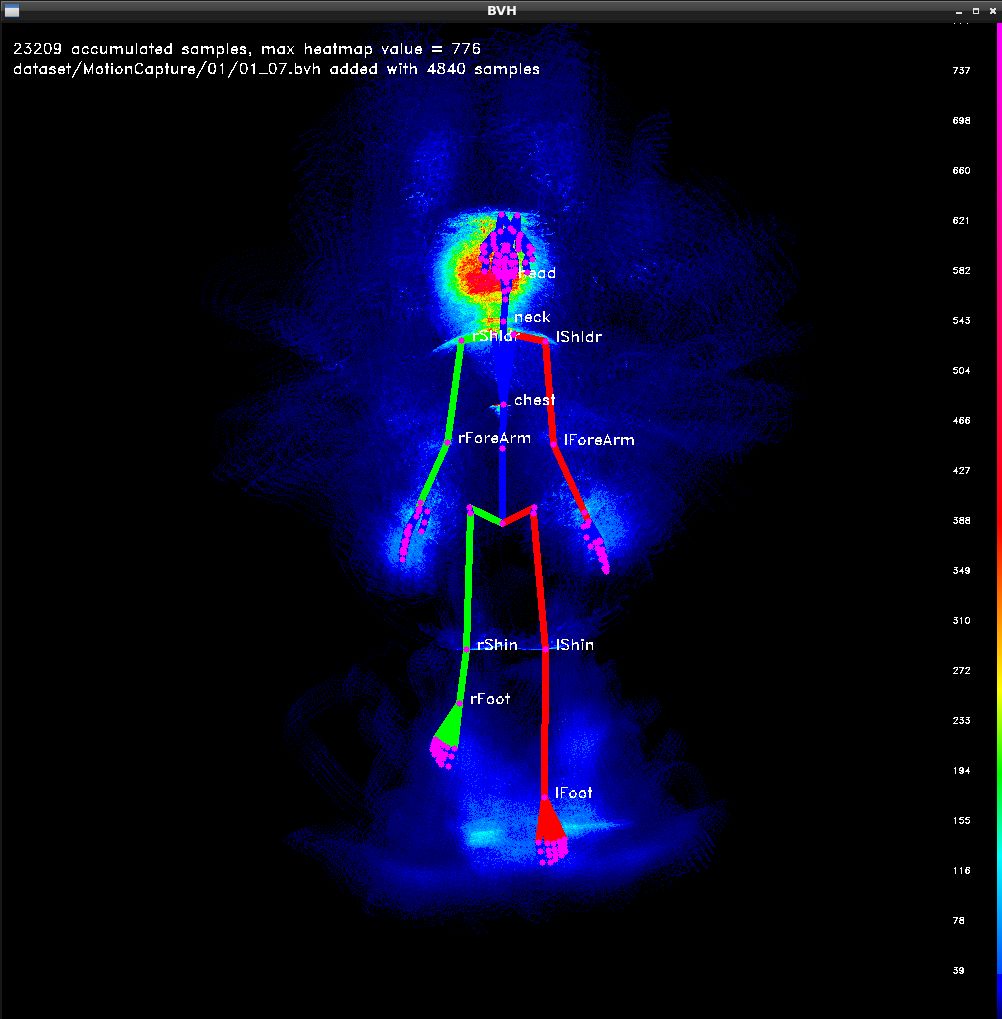 BVH
23209 accumulated samples, max heatmap value = 776
dataset/MotionCapture/01/01_07.bvh added with 4840 samples
737
698
660
621
582
head
543
neck
rShldr
lShldr
504
chest
466
rForeArm
lForeArm
427
388
349
310
rShin
lShin
272
rFoot
233
194
lFoot
155
116
78
39